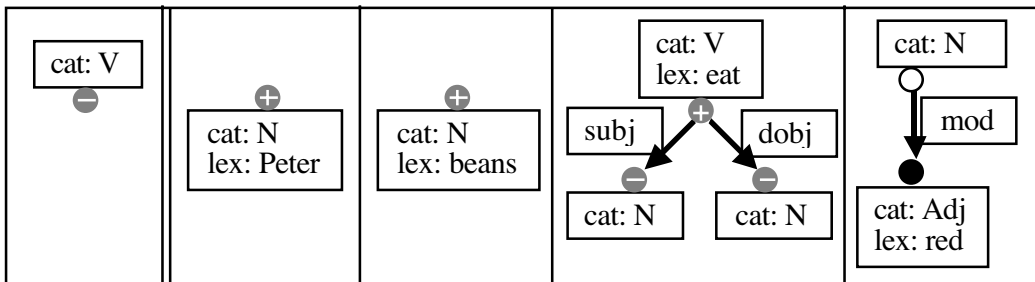 cat: V
cat: N
lex: Peter
cat: N
lex: beans
cat: V
lex: eat
subj
dobj
cat: N
cat: N
cat: N
mod
cat: Adj
lex: red